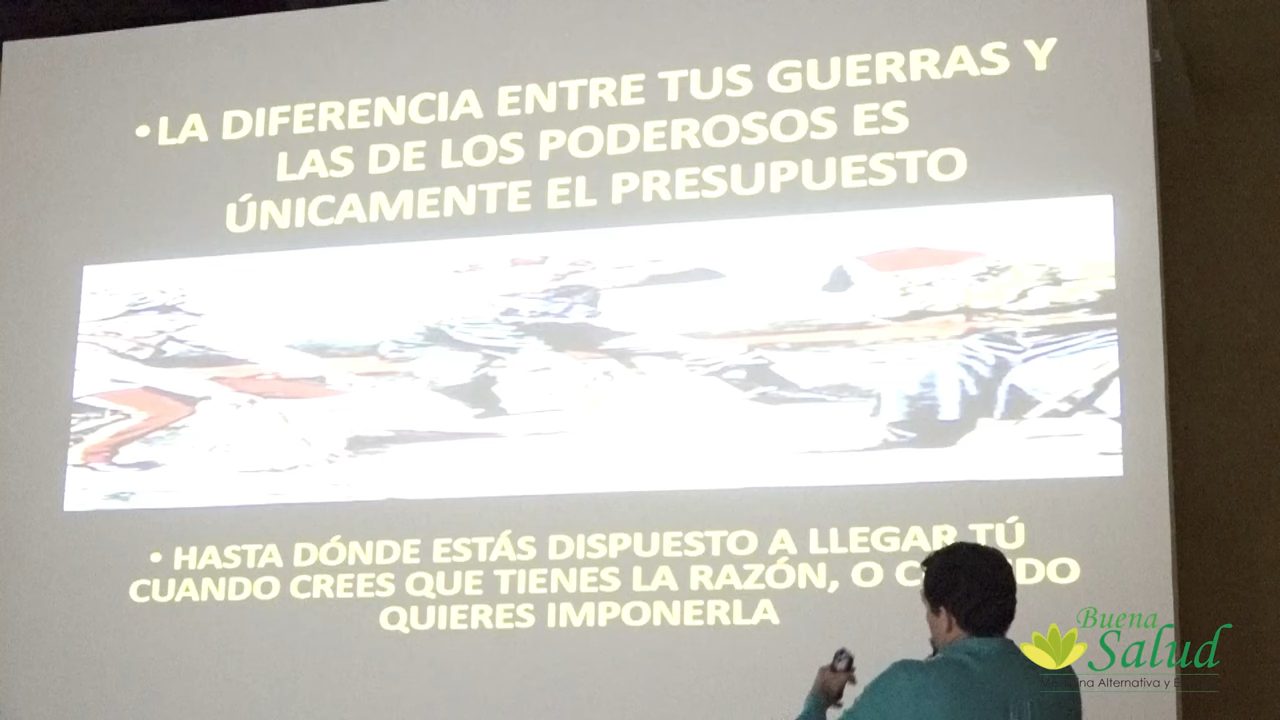 • LA DIFERENCIA ENTRE TUS GUERRAS Y
LAS DE LOS PODEROSOS ES
ÚNICAMENTE EL PRESUPUESTO
• HASTA DÓNDE ESTÁS DISPUESTO A LLEGAR TÚ
CUANDO CREES QUE TIENES LA RAZÓN, O
QUIERES IMPONERLA
Buena
Salud
Alternativa y